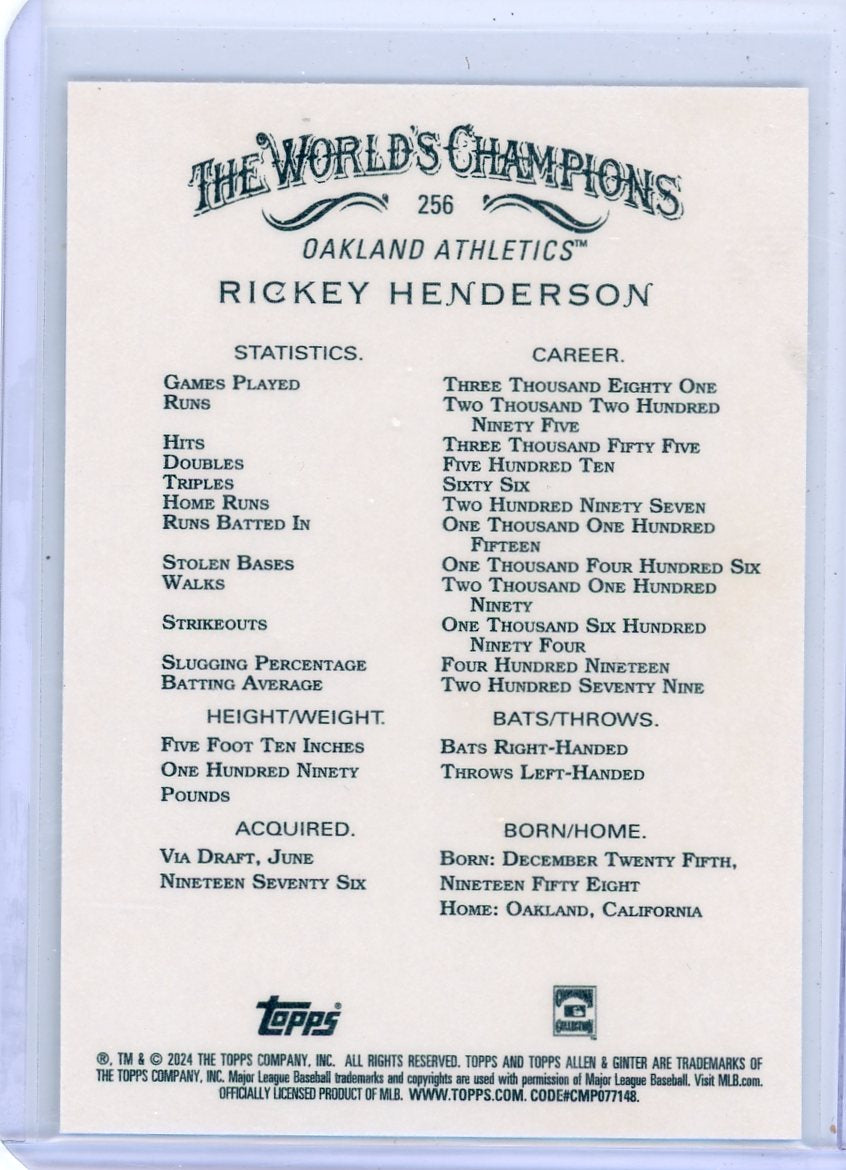 THE WORLD'S CHAMPIONS
256
OAKLAND ATHLETICS™
RICKEY HENDERSON
STATISTICS.
CAREER.
GAMES PLAYED
THREE THOUSAND EIGHTY ONE
RUNS
TWO THOUSAND TWO HUNDRED
NINETY FIVE
HITS
THREE THOUSAND FIFTY FIVE
DOUBLES
FIVE HUNDRED TEN
TRIPLES
SIXTY SIX
HOME RUNS
TWO HUNDRED NINETY SEVEN
RUNS BATTED IN
ONE THOUSAND ONE HUNDRED
FIFTEEN
STOLEN BASES
ONE THOUSAND FOUR HUNDRED SIX
WALKS
TWO THOUSAND ONE HUNDRED
NINETY
STRIKEOUTS
ONE THOUSAND SIX HUNDRED
NINETY FOUR
SLUGGING PERCENTAGE
FOUR HUNDRED NINETEEN
BATTING AVERAGE
TWO HUNDRED SEVENTY NINE
HEIGHT/WEIGHT.
FIVE FOOT TEN INCHES
ONE HUNDRED NINETY
POUNDS
BATS/THROWS.
BATS RIGHT-HANDED
THROWS LEFT-HANDED
ACQUIRED.
VIA DRAFT, JUNE
NINETEEN SEVENTY SIX
BORN/HOME.
BORN: DECEMBER TWENTY FIFTH,
NINETEEN FIFTY EIGHT
HOME: OAKLAND, CALIFORNIA
topps®
COLLECTION
®, TM & © 2024 THE TOPPS COMPANY, INC. ALL RIGHTS RESERVED. TOPPS AND TOPPS ALLEN & GINTER ARE TRADEMARKS OF
THE TOPPS COMPANY, INC. Major League Baseball trademarks and copyrights are used with permission of Major League Baseball. Visit MLB.com.
OFFICIALLY LICENSED PRODUCT OF MLB. WWW.TOPPS.COM. CODE#CMP077148.